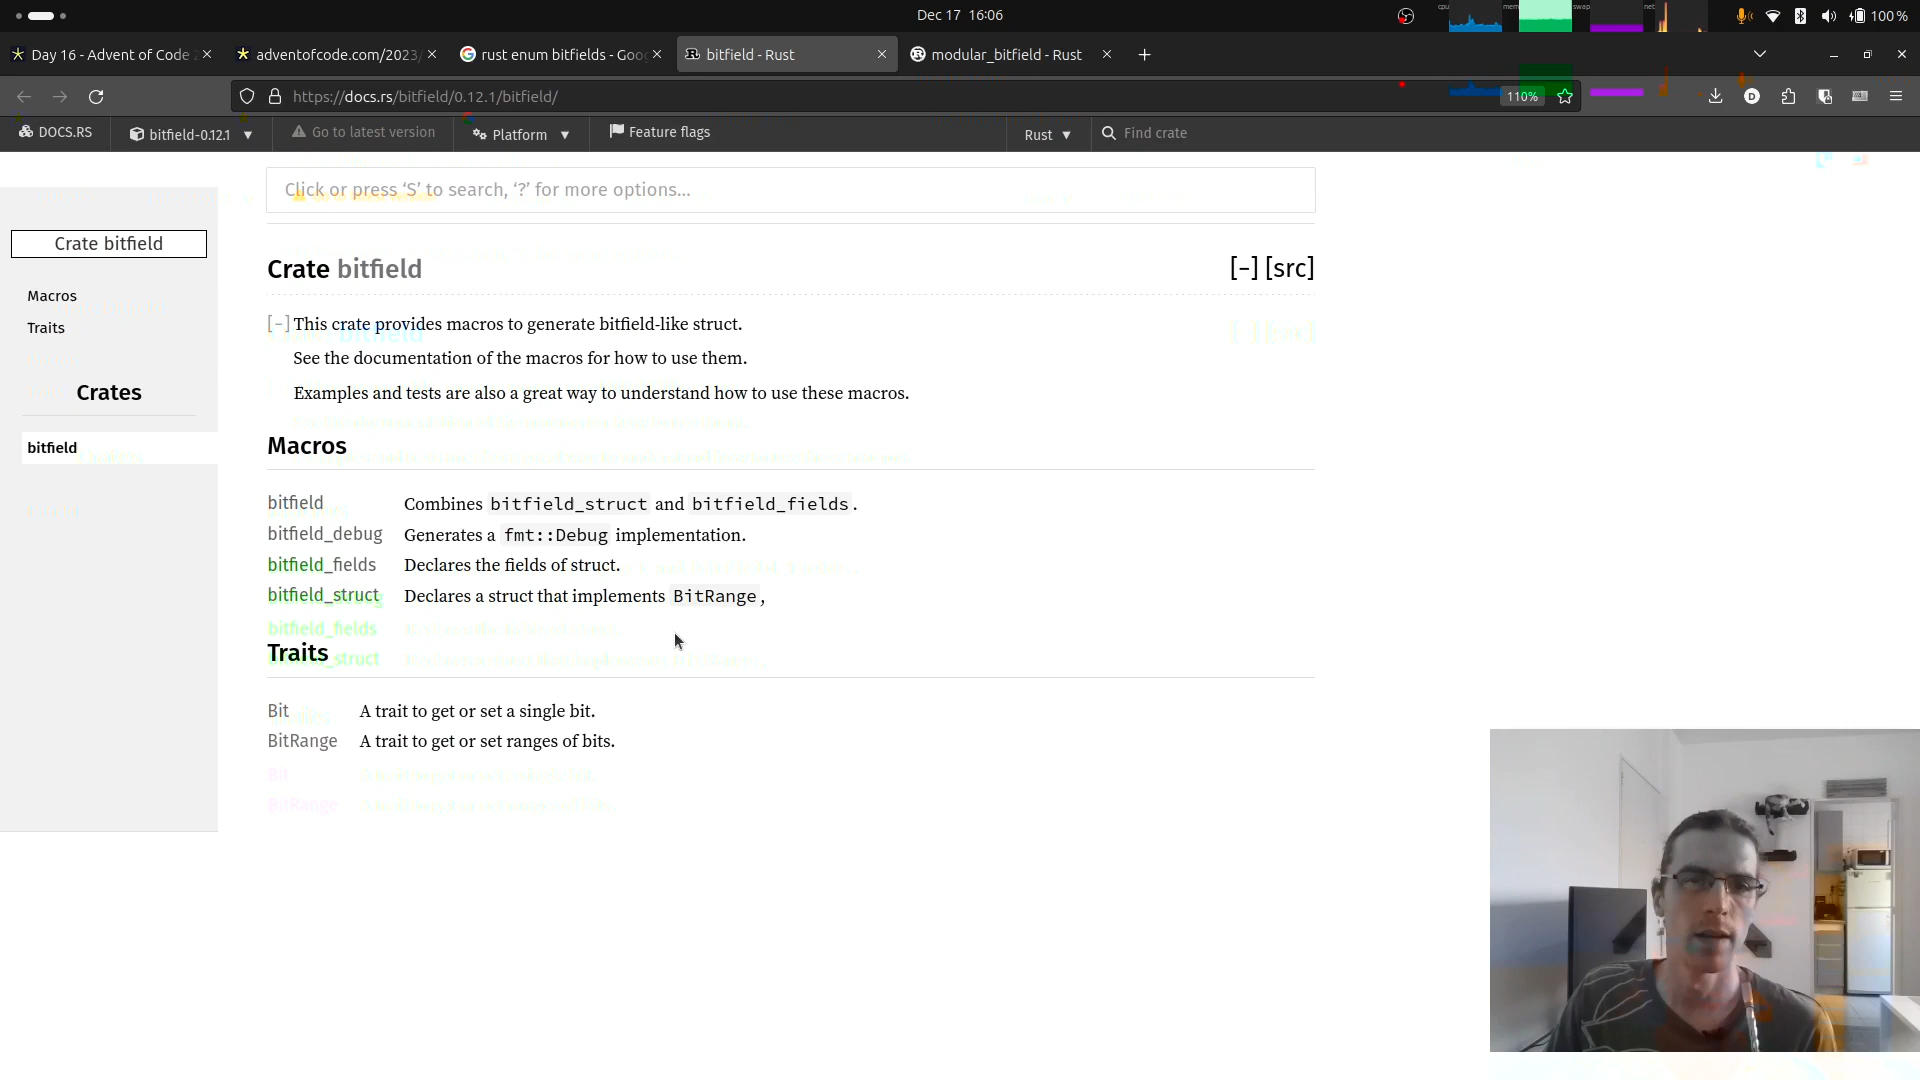 Dec 17 16:06
cpu mem swap net
100 %
Day 16 - Advent of Code 2
adventofcode.com/2023/
rust enum bitfields - Goog
bitfield - Rust
modular_bitfield - Rust
https://docs.rs/bitfield/0.12.1/bitfield/
110%
DOCS.RS
bitfield-0.12.1
Go to latest version
Platform
Feature flags
Rust
Find crate
Click or press ‘S’ to search, ‘?’ for more options…
Crate bitfield
Macros
Traits
Crates
bitfield
Crate bitfield
[−] [src]
[−] This crate provides macros to generate bitfield-like struct.
See the documentation of the macros for how to use them.
Examples and tests are also a great way to understand how to use these macros.
Macros
bitfield Combines bitfield_struct and bitfield_fields.
bitfield_debug Generates a fmt::Debug implementation.
bitfield_fields Declares the fields of struct.
bitfield_struct Declares a struct that implements BitRange,
Traits
Bit A trait to get or set a single bit.
BitRange A trait to get or set ranges of bits.